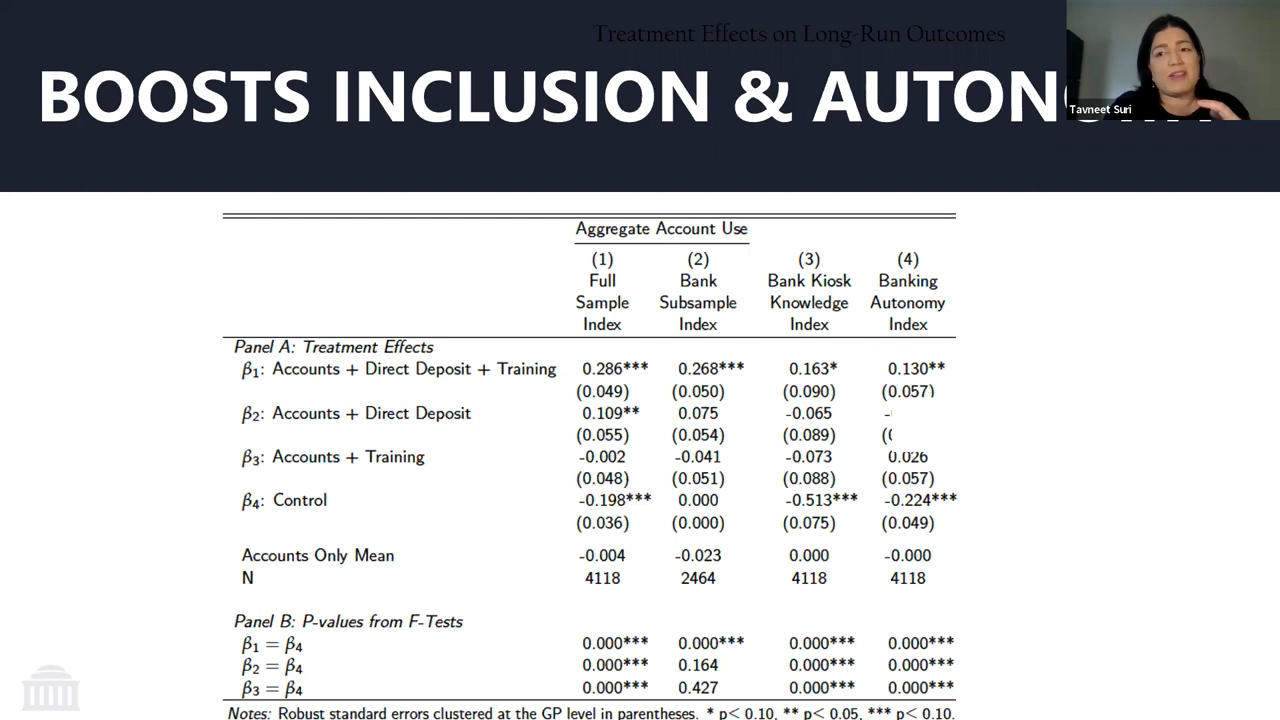 Treatment Effects on Long-Run Outcomes
BOOSTS INCLUSION &
Tavneet Suri
Aggregate Account Use
(1) (2) (3) (4)
Full Bank Bank Kiosk Banking
Sample Subsample Knowledge Autonomy
Index Index Index Index
Panel A: Treatment Effects
β1: Accounts + Direct Deposit + Training 0.286*** 0.268*** 0.163* 0.130**
(0.049) (0.050) (0.090) (0.057)
β2: Accounts + Direct Deposit 0.109** 0.075 -0.065 -
(0.055) (0.054) (0.089) (
β3: Accounts + Training -0.002 -0.041 -0.073 0.026
(0.048) (0.051) (0.088) (0.057)
β4: Control -0.198*** 0.000 -0.513*** -0.224***
(0.036) (0.000) (0.075) (0.049)
Accounts Only Mean -0.004 -0.023 0.000 -0.000
N 4118 2464 4118 4118
Panel B: P-values from F-Tests
β1 = β4 0.000*** 0.000*** 0.000*** 0.000***
β2 = β4 0.000*** 0.164 0.000*** 0.000***
β3 = β4 0.000*** 0.427 0.000*** 0.000***
Notes: Robust standard errors clustered at the GP level in parentheses. * p< 0.10, ** p< 0.05, *** p< 0.10.